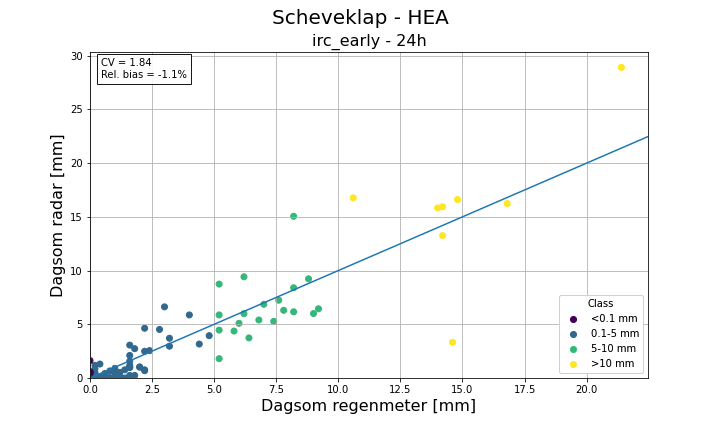 Scheveklap - HEA
irc_early - 24h
CV = 1.84
Rel. bias = -1.1%
30
25
20
15
10
5
0
Dagsom radar [mm]
0.0 2.5 5.0 7.5 10.0 12.5 15.0 17.5 20.0
Dagsom regenmeter [mm]
Class
<0.1 mm
0.1-5 mm
5-10 mm
>10 mm